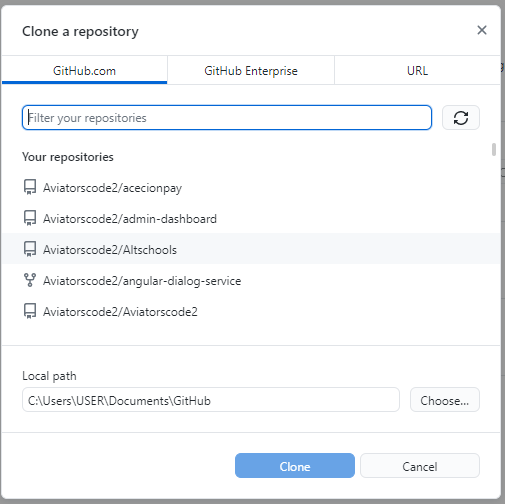 Clone a repository
GitHub.com
GitHub Enterprise
URL
Filter your repositories
Your repositories
Aviatorscode2/acecionpay
Aviatorscode2/admin-dashboard
Aviatorscode2/Altschools
Aviatorscode2/angular-dialog-service
Aviatorscode2/Aviatorscode2
Local path
C:\Users\USER\Documents\GitHub
Choose...
Clone
Cancel